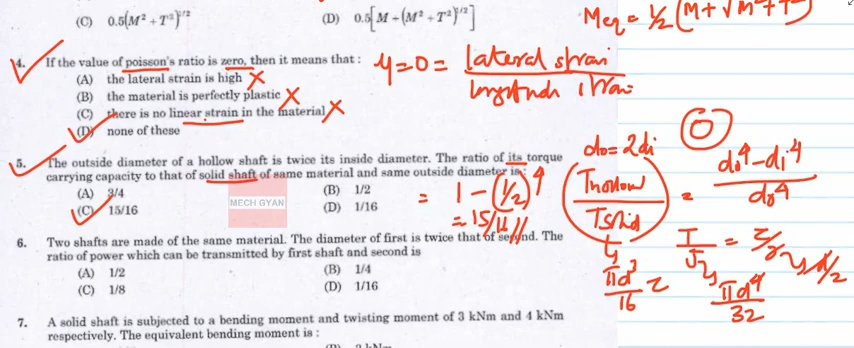 (C) 0.5(M² + T²)^1/2 (D) 0.5[M - (M² + T²)^1/2]
Meq = 1/2 (M + √M² + T²
4. If the value of poisson's ratio is zero, then it means that :
(A) the lateral strain is high ✗
(B) the material is perfectly plastic ✗
(C) there is no linear strain in the material ✗
(D) none of these
μ = 0 = lateral strain
5. The outside diameter of a hollow shaft is twice its inside diameter. The ratio of its torque
carrying capacity to that of solid shaft of same material and same outside diameter is :
(A) 3/4 (B) 1/2
(C) 15/16 (D) 1/16
MECH GYAN
= 1 - (1/2)^4
= 15/16
do = 2di
Thollow / Tsolid = do^4 - di^4 / do^4
πd³ / 16 τ
T / J = τ / r
d/2
πd^4 / 32
6. Two shafts are made of the same material. The diameter of first is twice that of second. The
ratio of power which can be transmitted by first shaft and second is
(A) 1/2 (B) 1/4
(C) 1/8 (D) 1/16
7. A solid shaft is subjected to a bending moment and twisting moment of 3 kNm and 4 kNm
respectively. The equivalent bending moment is :